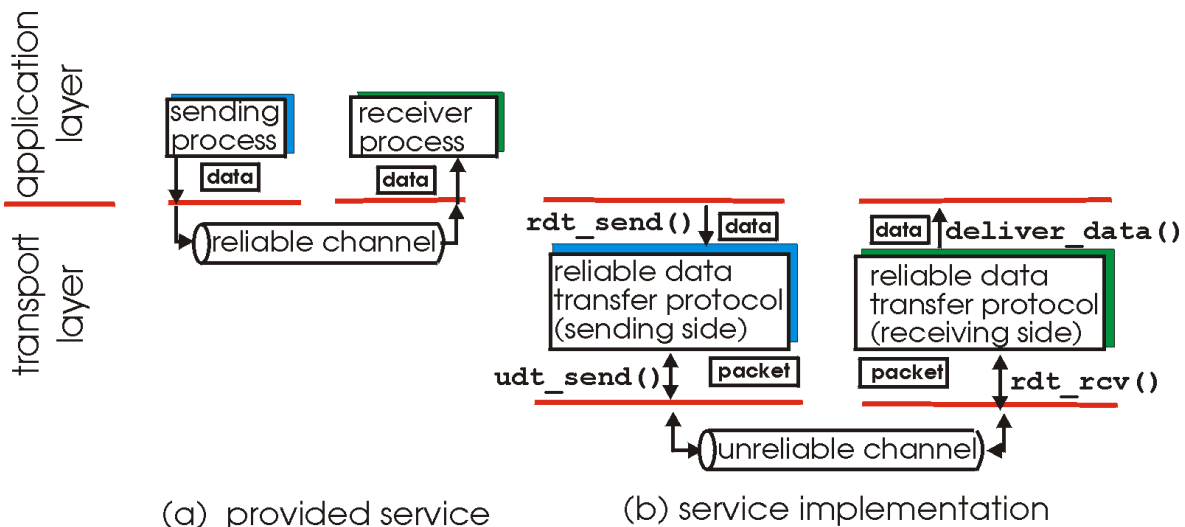 application
layer
transport
layer
sending
process
data
receiver
process
data
reliable channel
(a) provided service
rdt_send()
data
reliable data
transfer protocol
(sending side)
udt_send()
packet
data
deliver_data()
reliable data
transfer protocol
(receiving side)
packet
rdt_rcv()
unreliable channel
(b) service implementation